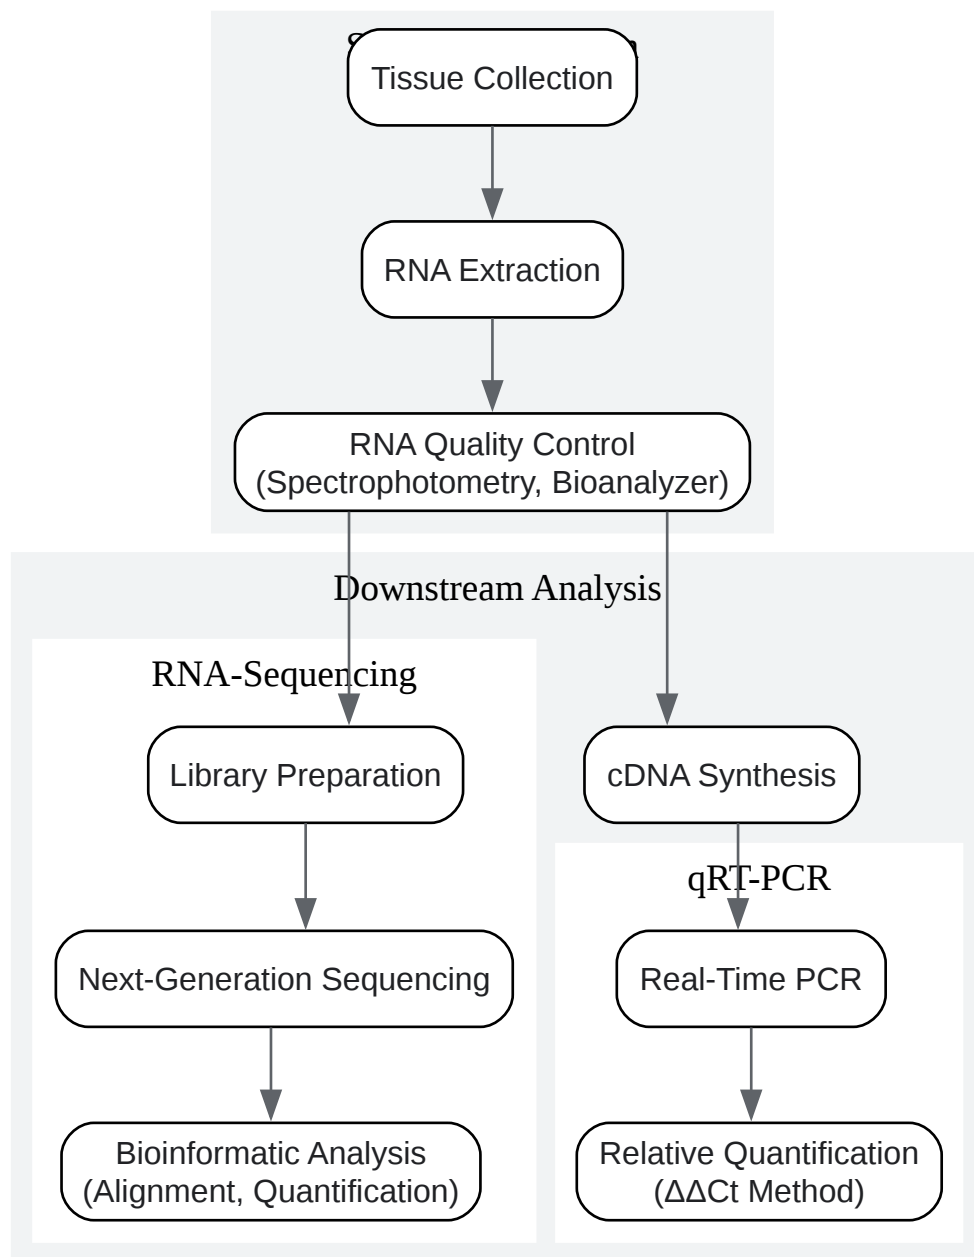 Tissue Collection
RNA Extraction
RNA Quality Control
(Spectrophotometry, Bioanalyzer)
Downstream Analysis
RNA-Sequencing
Library Preparation
cDNA Synthesis
qRT-PCR
Next-Generation Sequencing
Real-Time PCR
Bioinformatic Analysis
(Alignment, Quantification)
Relative Quantification
(ΔΔCt Method)